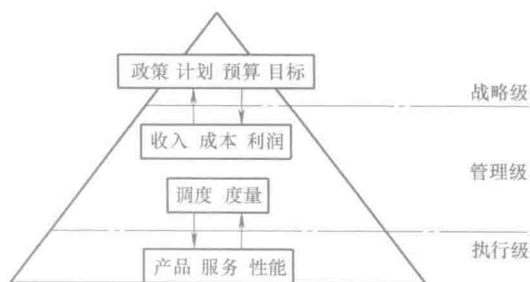 政策 计划 预算 目标
战略级
收入 成本 利润
管理级
调度 度量
执行级
产品 服务 性能